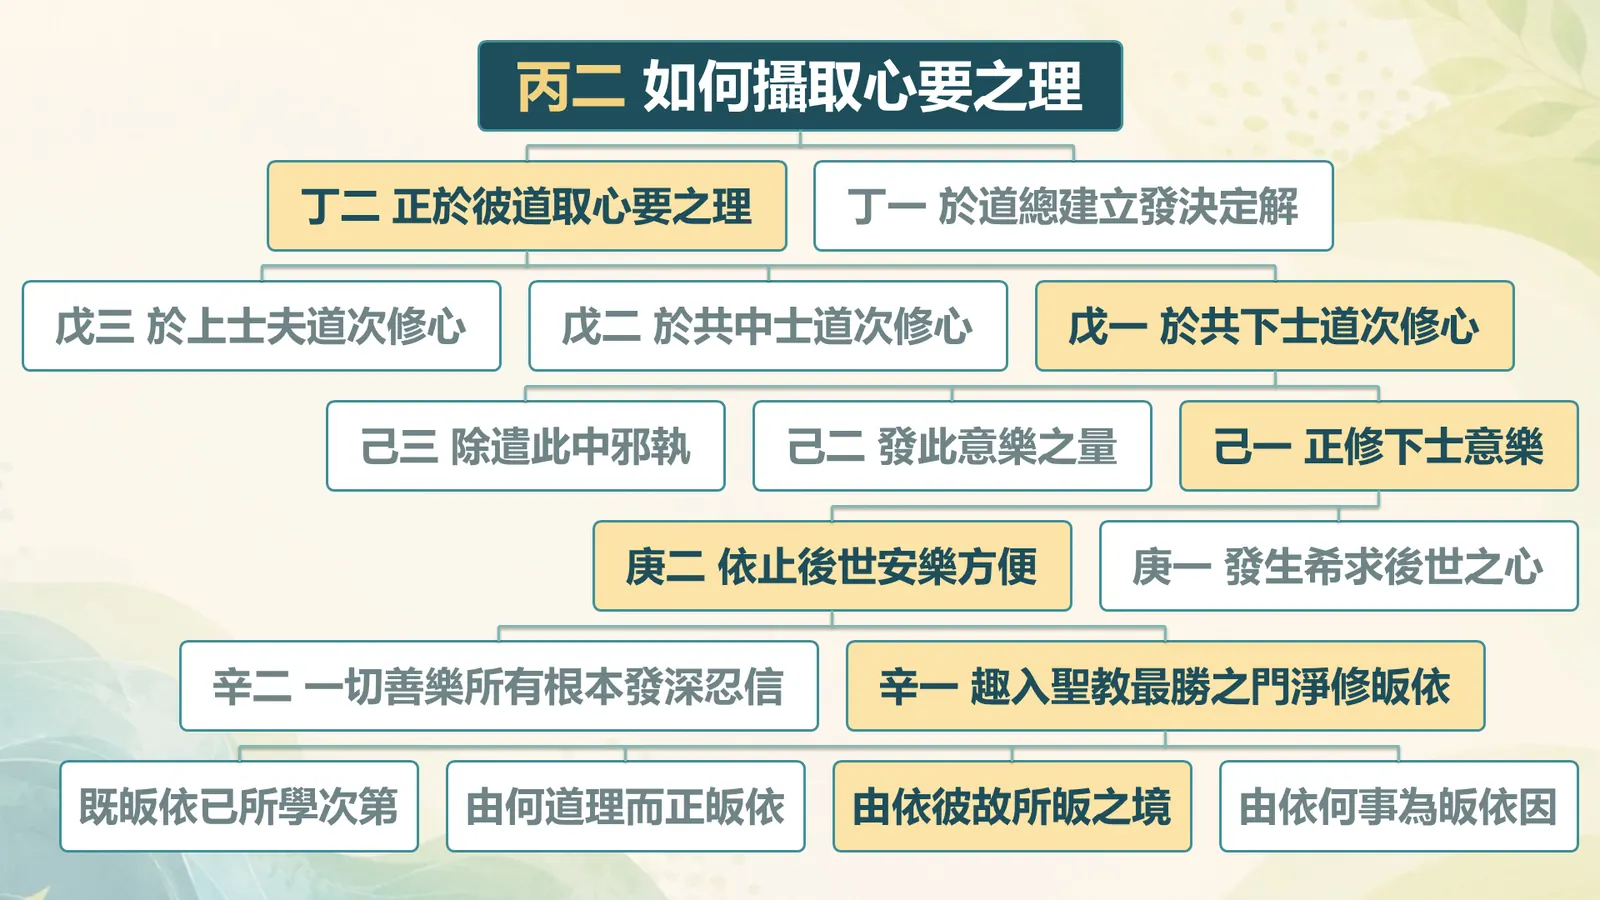 丙二 如何攝取心要之理
丁二 正於彼道取心要之理
丁一 於道總建立發決定解
戊三 於上士夫道次修心
戊二 於共中士道次修心
戊一 於共下士道次修心
己三 除遣此中邪執
己二 發此意樂之量
己一 正修下士意樂
庚二 依止後世安樂方便
庚一 發生希求後世之心
辛二 一切善樂所有根本發深忍信
辛一 趣入聖教最勝之門淨修皈依
既皈依已所學次第
由何道理而正皈依
由依彼故所皈之境
由依何事為皈依因